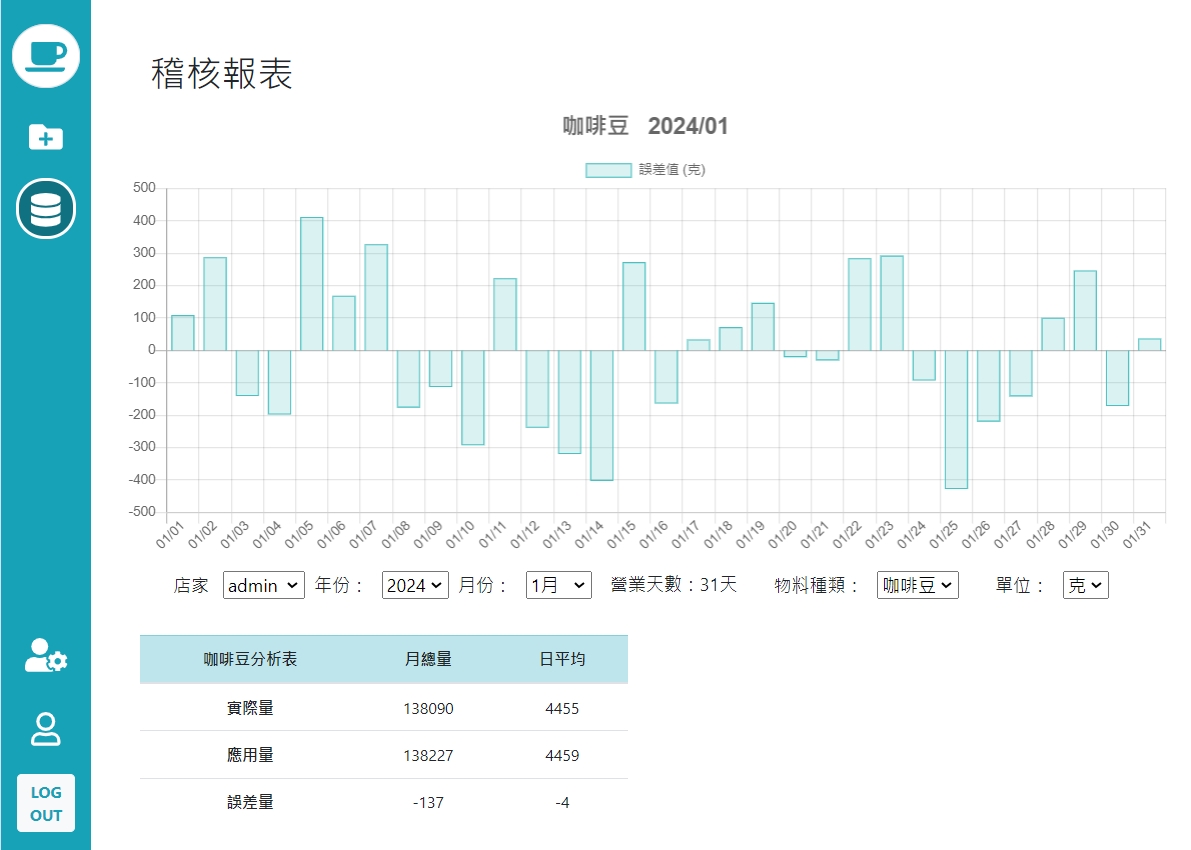 稽核報表
咖啡豆 2024/01
誤差值 (克)
500
400
300
200
100
0
-100
-200
-300
-400
-500
01/01 01/02 01/03 01/04 01/05 01/06 01/07 01/08 01/09 01/10 01/11 01/12 01/13 01/14 01/15 01/16 01/17 01/18 01/19 01/20 01/21 01/22 01/23 01/24 01/25 01/26 01/27 01/28 01/29 01/30 01/31
店家 admin 年份： 2024 月份： 1月 營業天數：31天 物料種類： 咖啡豆 單位： 克
咖啡豆分析表 月總量 日平均
實際量 138090 4455
應用量 138227 4459
誤差量 -137 -4
LOG
OUT